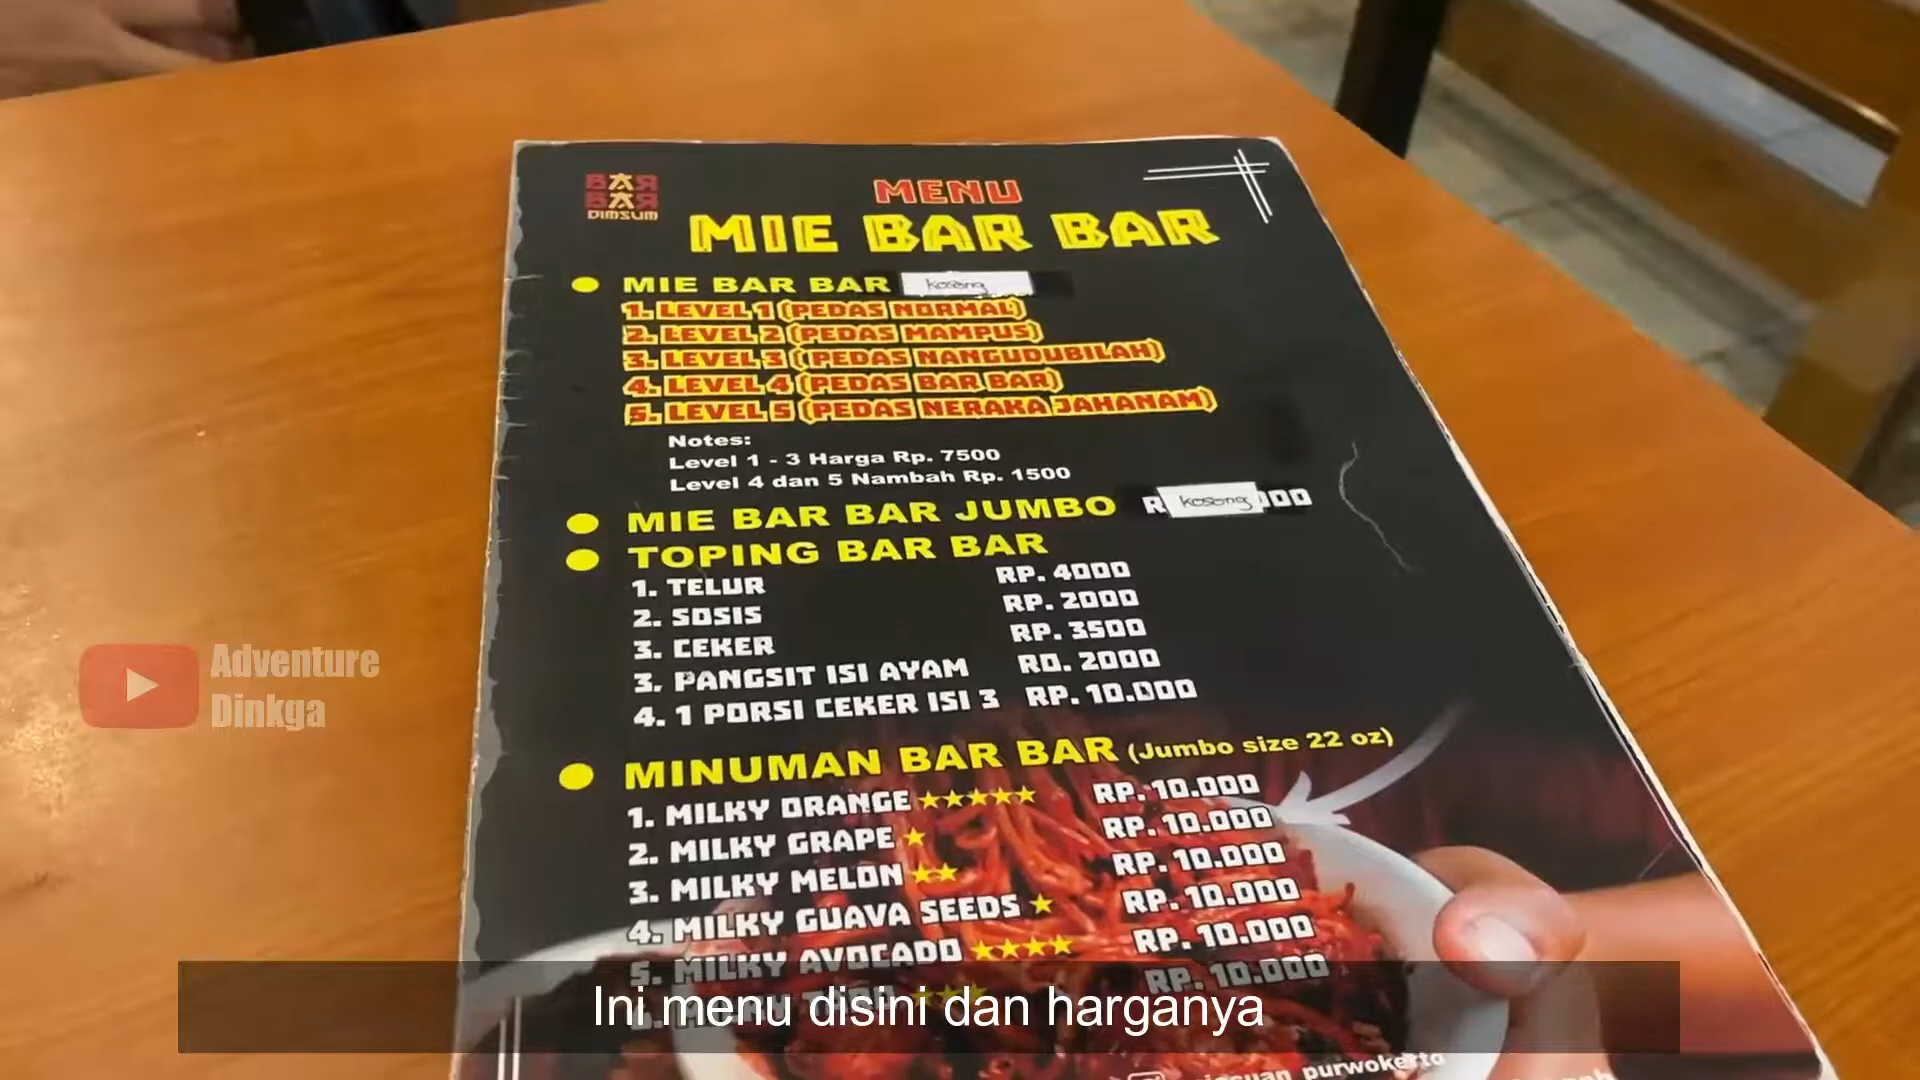 BAR
BAR
DIMSUM
MENU
MIE BAR BAR
MIE BAR BAR kosong
1. LEVEL 1 (PEDAS NORMAL)
2. LEVEL 2 (PEDAS MAMPUS)
3. LEVEL 3 (PEDAS NANGUDUBILAH)
4. LEVEL 4 (PEDAS BAR BAR)
5. LEVEL 5 (PEDAS NERAKA JAHANAM)
Notes:
Level 1 - 3 Harga Rp. 7500
Level 4 dan 5 Nambah Rp. 1500
MIE BAR BAR JUMBO kosong
TOPING BAR BAR
1. TELUR RP. 4000
2. SOSIS RP. 2000
3. CEKER RP. 3500
3. PANGSIT ISI AYAM RD. 2000
4. 1 PORSI CEKER ISI 3 RP. 10.000
MINUMAN BAR BAR (Jumbo size 22 oz)
1. MILKY ORANGE ★★★★★ RP. 10.000
2. MILKY GRAPE ★ RP. 10.000
3. MILKY MELON ★★ RP. 10.000
4. MILKY GUAVA SEEDS ★ RP. 10.000
5. MILKY AVOCADO ★★★★ RP. 10.000
RP. 10.000
Adventure
Dinkga
Ini menu disini dan harganya
purwokerto